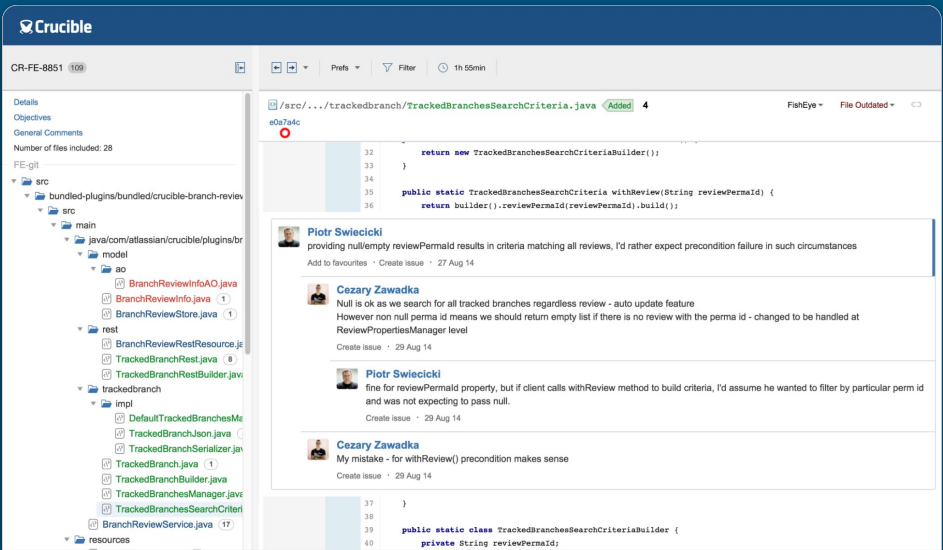 Crucible
CR-FE-8851 109
Prefs Filter 1h 55min
Details
Objectives
General Comments
Number of files included: 28
FE-git
src
bundled-plugins/bundled/crucible-branch-review
src
main
java/com/atlassian/crucible/plugins/br
model
ao
BranchReviewInfoAO.java
BranchReviewInfo.java 1
BranchReviewStore.java 1
rest
BranchReviewRestResource.ja
TrackedBranchRest.java 8
TrackedBranchRestBuilder.java
trackedbranch
impl
DefaultTrackedBranchesMa
TrackedBranchJson.java
TrackedBranchSerializer.jav
TrackedBranch.java 1
TrackedBranchBuilder.java
TrackedBranchesManager.java
TrackedBranchesSearchCriteri
BranchReviewService.java 17
resources
/src/.../trackedbranch/TrackedBranchesSearchCriteria.java Added 4 FishEye File Outdated
e0a7a4c
32 return new TrackedBranchesSearchCriteriaBuilder();
33 }
34
35 public static TrackedBranchesSearchCriteria withReview(String reviewPermaId) {
36 return builder().reviewPermaId(reviewPermaId).build();
Piotr Swiecicki
providing null/empty reviewPermaId results in criteria matching all reviews, I'd rather expect precondition failure in such circumstances
Add to favourites · Create issue · 27 Aug 14
Cezary Zawadka
Null is ok as we search for all tracked branches regardless review - auto update feature
However non null perma id means we should return empty list if there is no review with the perma id - changed to be handled at
ReviewPropertiesManager level
Create issue · 29 Aug 14
Piotr Swiecicki
fine for reviewPermaId property, but if client calls withReview method to build criteria, I'd assume he wanted to filter by particular perm id
and was not expecting to pass null.
Create issue · 29 Aug 14
Cezary Zawadka
My mistake - for withReview() precondition makes sense
Create issue · 29 Aug 14
37 }
38
39 public static class TrackedBranchesSearchCriteriaBuilder {
40 private String reviewPermaId;